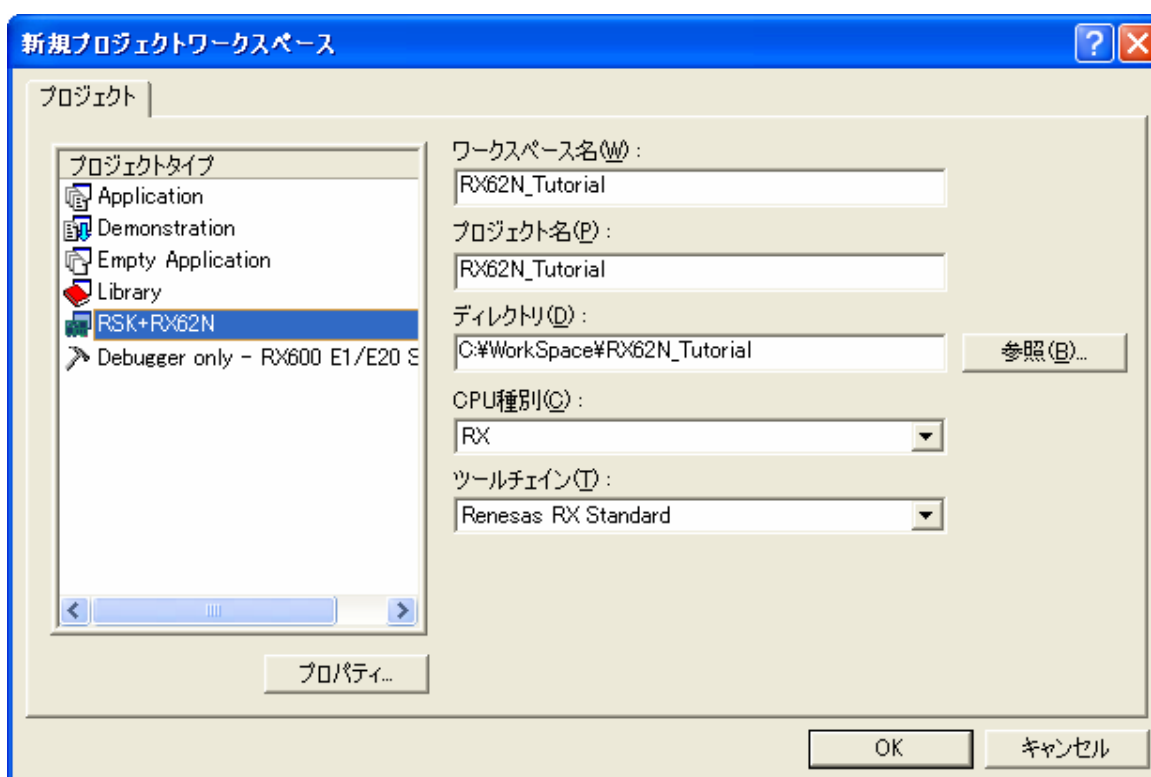 新規プロジェクトワークスペース
プロジェクト
プロジェクトタイプ
Application
Demonstration
Empty Application
Library
RSK+RX62N
Debugger only - RX600 E1/E20 S
プロパティ...
ワークスペース名(W):
RX62N_Tutorial
プロジェクト名(P):
RX62N_Tutorial
ディレクトリ(D):
C:¥WorkSpace¥RX62N_Tutorial
参照(B)...
CPU種別(C):
RX
ツールチェイン(T):
Renesas RX Standard
OK
キャンセル